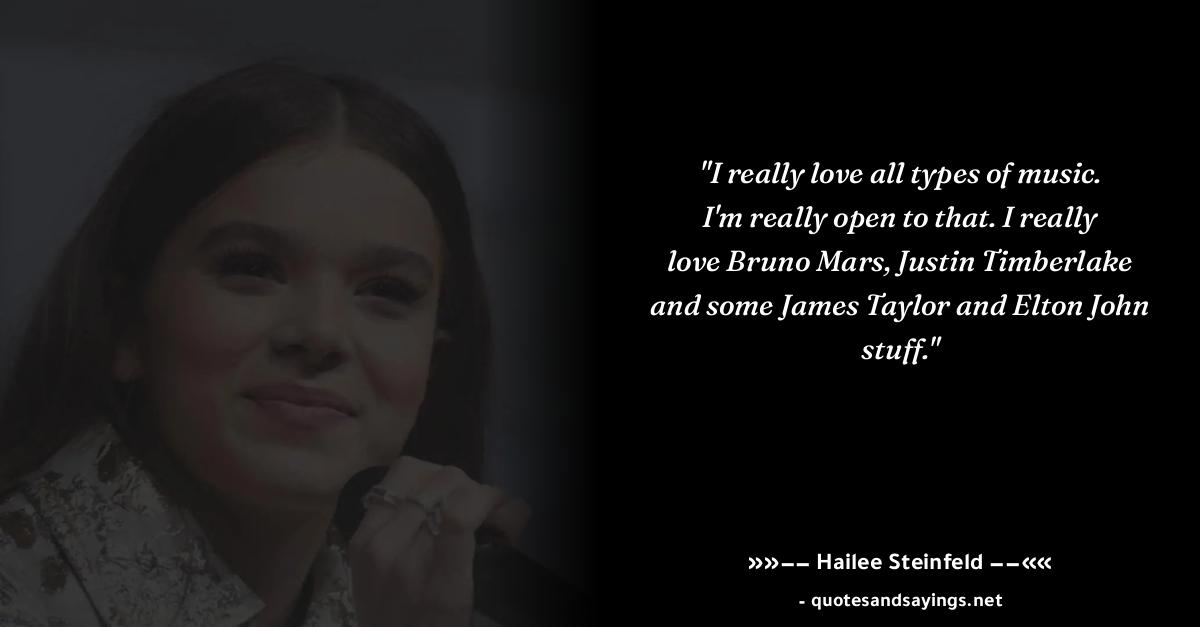 "I really love all types of music.
I'm really open to that. I really
love Bruno Mars, Justin Timberlake
and some James Taylor and Elton John
stuff."
»»−− Hailee Steinfeld −−««
- quotesandsayings.net